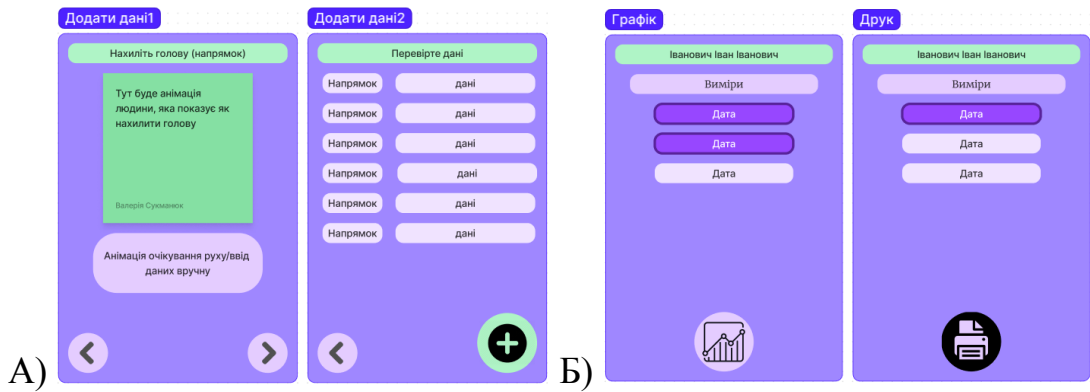 Додати дані1
Нахиліть голову (напрямок)
Тут буде анімація
людини, яка показує як
нахилити голову
Валерія Сукманюк
Анімація очікування руху/ввід
даних вручну
Додати дані2
Перевірте дані
Напрямок дані
Напрямок дані
Напрямок дані
Напрямок дані
Напрямок дані
Напрямок дані
А)
Графік
Іванович Іван Іванович
Виміри
Дата
Дата
Дата
Друк
Іванович Іван Іванович
Виміри
Дата
Дата
Дата
Б)